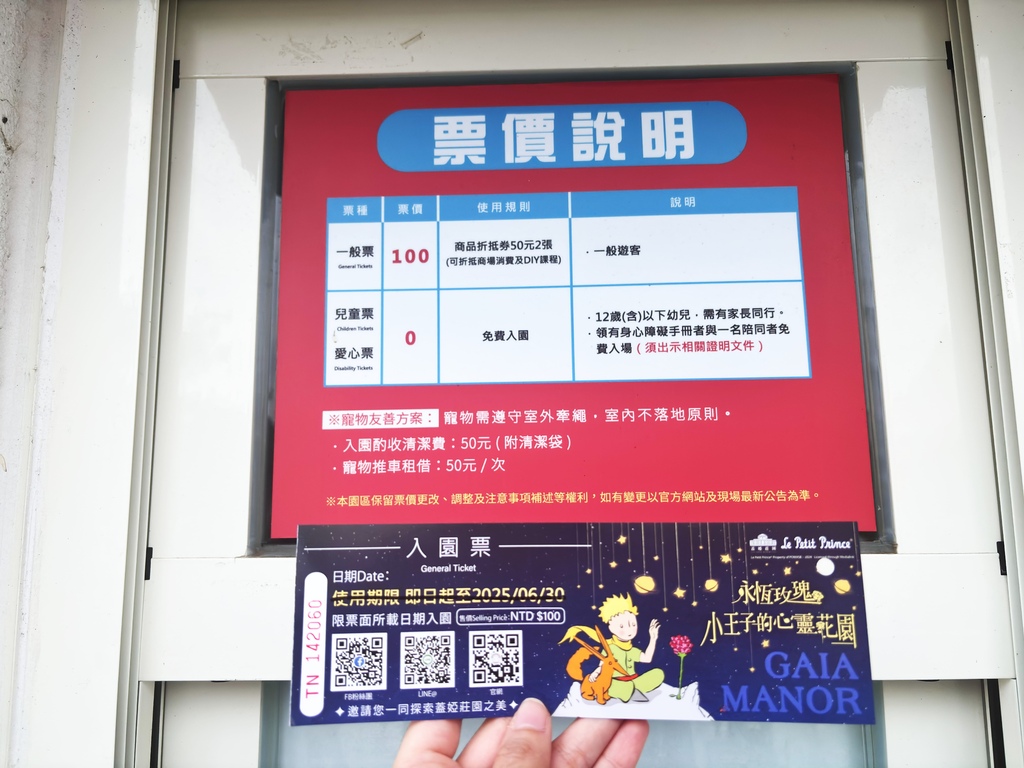 票價說明
票種 票價 使用規則 說明
一般票
General Tickets
100
商品折抵券50元2張
(可折抵商場消費及DIY課程)
・一般遊客
兒童票
Children Tickets
愛心票
Disability Tickets
0
免費入園
・12歲(含)以下幼兒，需有家長同行。
・領有身心障礙手冊者與一名陪同者免
費入場（須出示相關證明文件）
※寵物友善方案： 寵物需遵守室外牽繩，室內不落地原則。
・入園酌收清潔費：50元 ( 附清潔袋 )
・寵物推車租借：50元 / 次
※本園區保留票價更改、調整及注意事項補述等權利，如有變更以官方網站及現場最新公告為準。
入園票
General Ticket
日期Date：
使用期限 即日起至2025/06/30
限票面所載日期入園 售價Selling Price: NTD $100
TN 142060
FB粉絲團 LINE@ 官網
✦邀請您一同探索蓋婭莊園之美✦
Le Petit Prince
永恆玫瑰
小王子的心靈花園
GAIA
MANOR